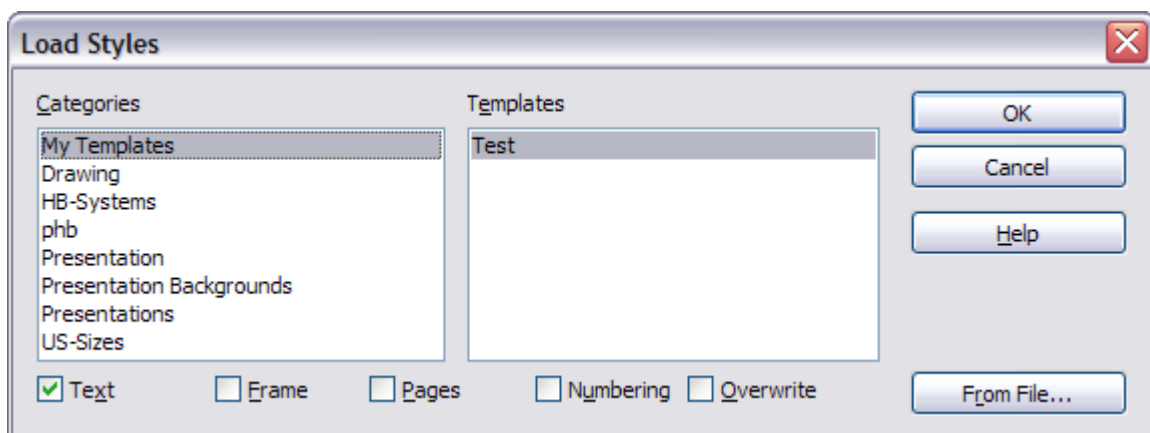 Load Styles
Categories
My Templates
Drawing
HB-Systems
phb
Presentation
Presentation Backgrounds
Presentations
US-Sizes
Templates
Test
OK
Cancel
Help
Text Frame Pages Numbering Overwrite
From File...